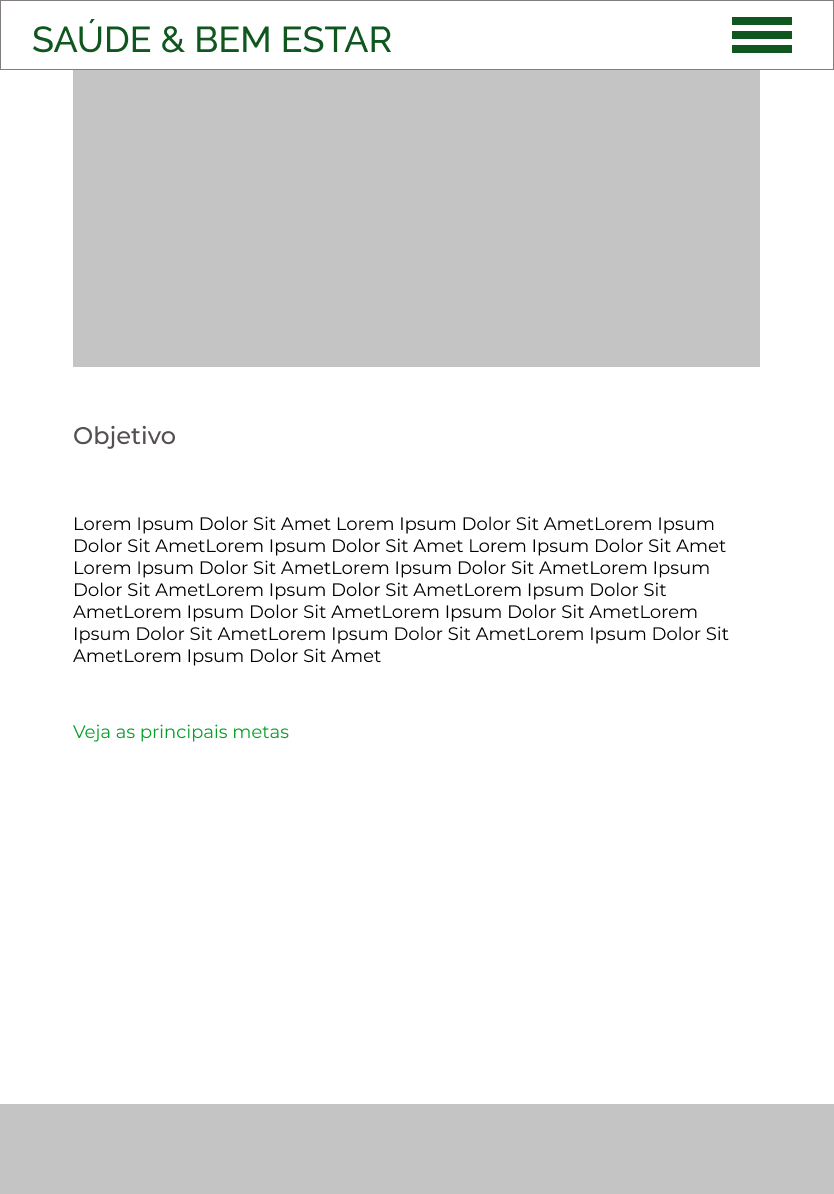 SAÚDE & BEM ESTAR
Objetivo
Lorem Ipsum Dolor Sit Amet Lorem Ipsum Dolor Sit AmetLorem Ipsum
Dolor Sit AmetLorem Ipsum Dolor Sit Amet Lorem Ipsum Dolor Sit Amet
Lorem Ipsum Dolor Sit AmetLorem Ipsum Dolor Sit AmetLorem Ipsum
Dolor Sit AmetLorem Ipsum Dolor Sit AmetLorem Ipsum Dolor Sit
AmetLorem Ipsum Dolor Sit AmetLorem Ipsum Dolor Sit AmetLorem
Ipsum Dolor Sit AmetLorem Ipsum Dolor Sit AmetLorem Ipsum Dolor Sit
AmetLorem Ipsum Dolor Sit Amet
Veja as principais metas